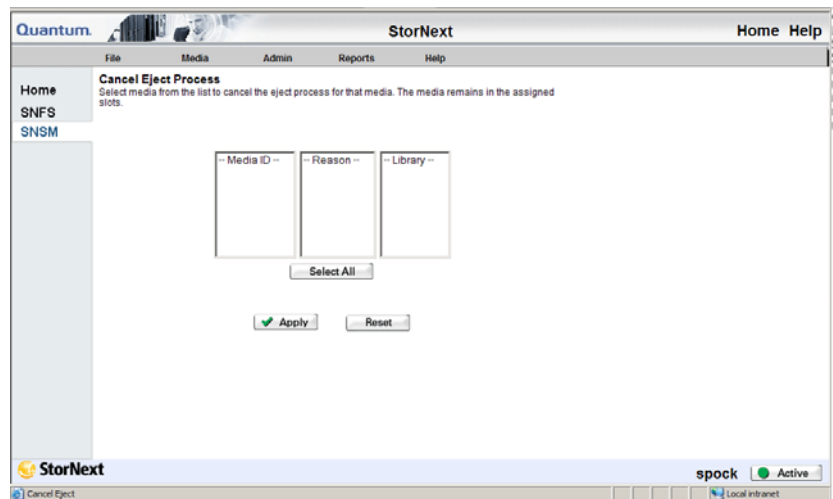 Quantum. StorNext Home Help
File Media Admin Reports Help
Home
SNFS
SNSM
Cancel Eject Process
Select media from the list to cancel the eject process for that media. The media remains in the assigned
slots.
-- Media ID -- -- Reason -- -- Library --
Select All
Apply Reset
StorNext spock Active
Cancel Eject Local intranet